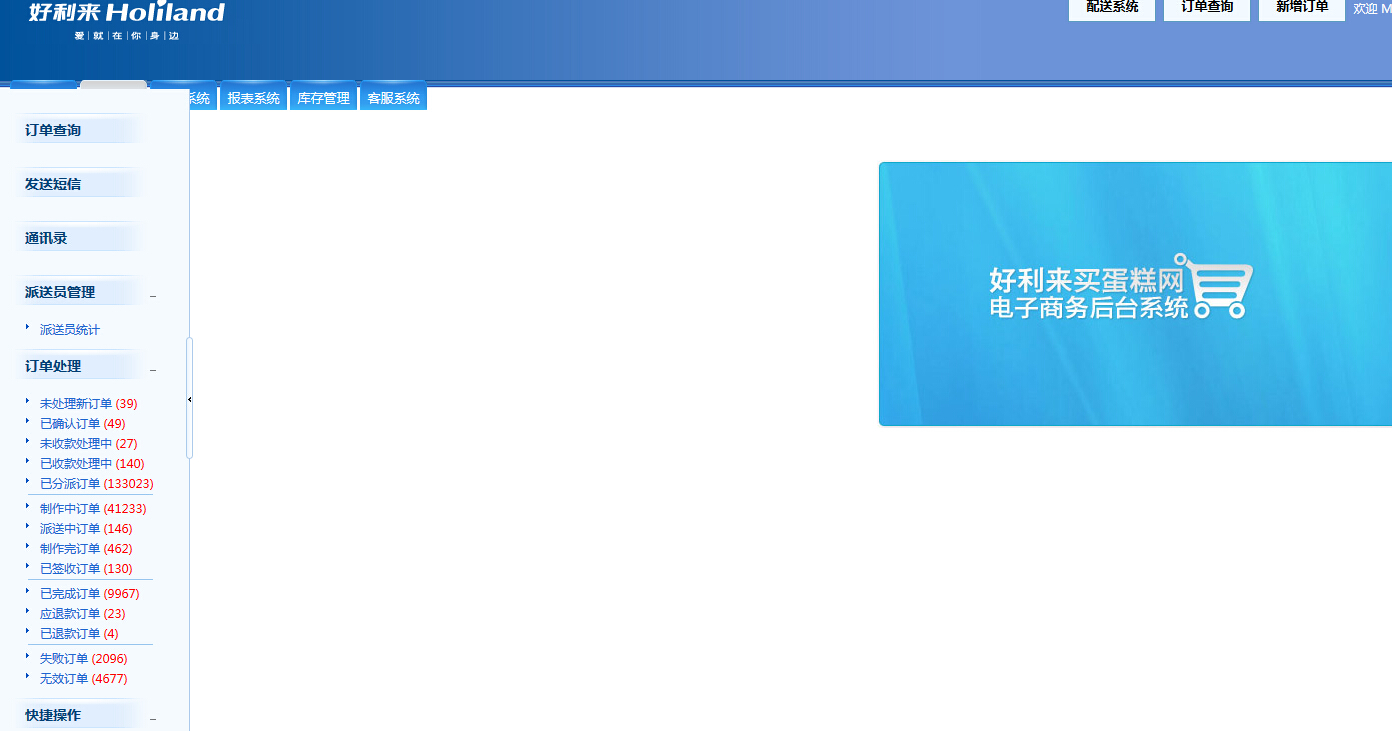 好利来 Holiland
爱|就|在|你|身|边
配送系统 订单查询 新增订单 欢迎 M
系统 报表系统 库存管理 客服系统
订单查询
发送短信
通讯录
派送员管理
派送员统计
订单处理
未处理新订单 (39)
已确认订单 (49)
未收款处理中 (27)
已收款处理中 (140)
已分派订单 (133023)
制作中订单 (41233)
派送中订单 (146)
制作完订单 (462)
已签收订单 (130)
已完成订单 (9967)
应退款订单 (23)
已退款订单 (4)
失败订单 (2096)
无效订单 (4677)
快捷操作
好利来买蛋糕网
电子商务后台系统